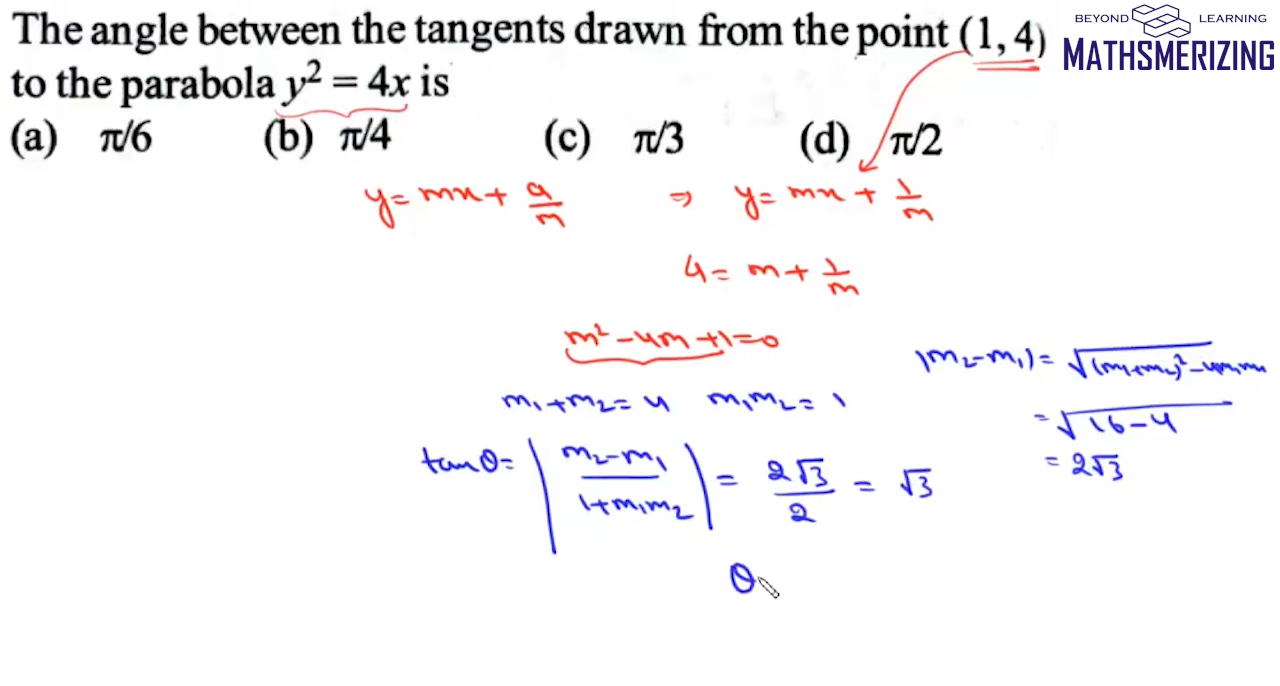 The angle between the tangents drawn from the point (1, 4)
to the parabola y² = 4x is
(a) π/6 (b) π/4 (c) π/3 (d) π/2
BEYOND LEARNING
MATHSMERIZING
y = mx + a/m ⇒ y = mx + 1/m
4 = m + 1/m
m² - 4m + 1 = 0
m₁ + m₂ = 4 m₁m₂ = 1
|m₂ - m₁| = √((m₁+m₂)² - 4m₁m₂
= √(16 - 4)
= 2√3
tan θ = |(m₂ - m₁)/(1 + m₁m₂)| = 2√3/2 = √3
θ